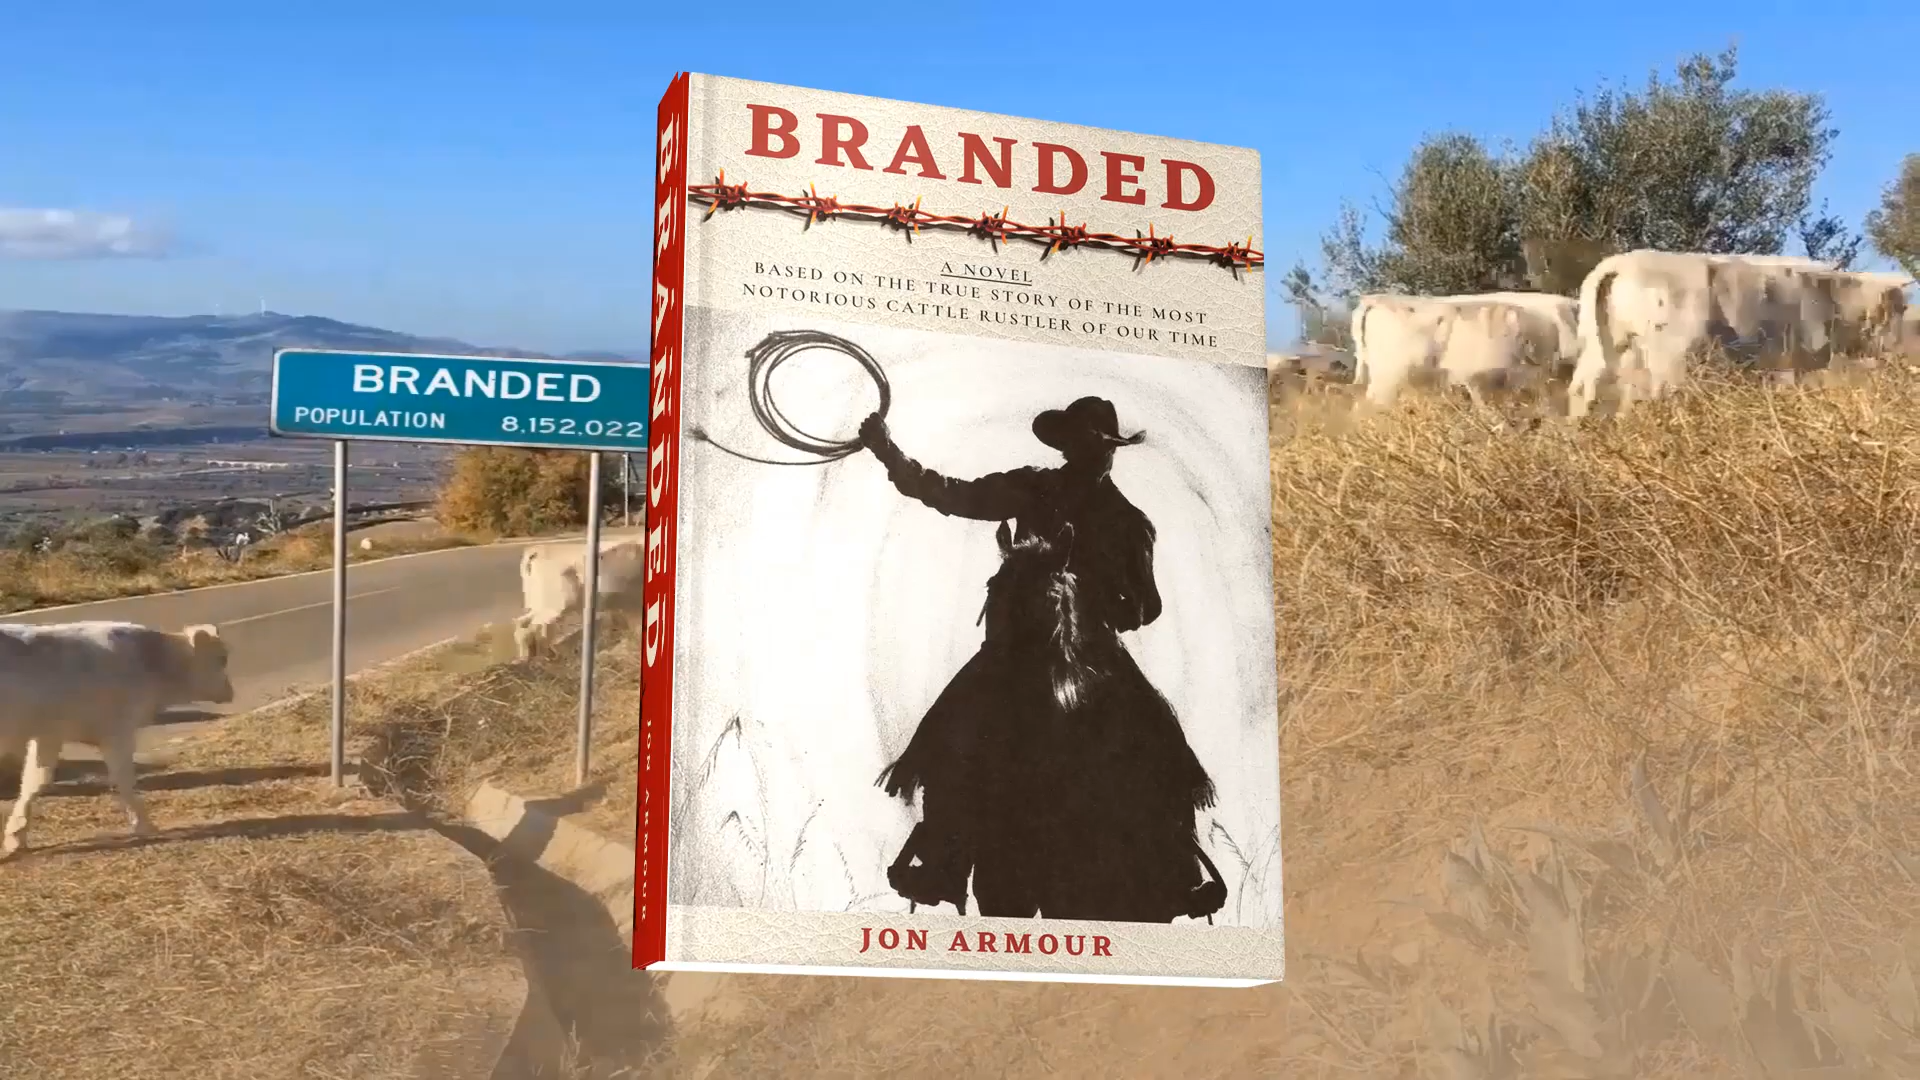 BRANDED
POPULATION 8,152,022
BRANDED
JON ARMOUR
BRANDED
A NOVEL
BASED ON THE TRUE STORY OF THE MOST
NOTORIOUS CATTLE RUSTLER OF OUR TIME
JON ARMOUR